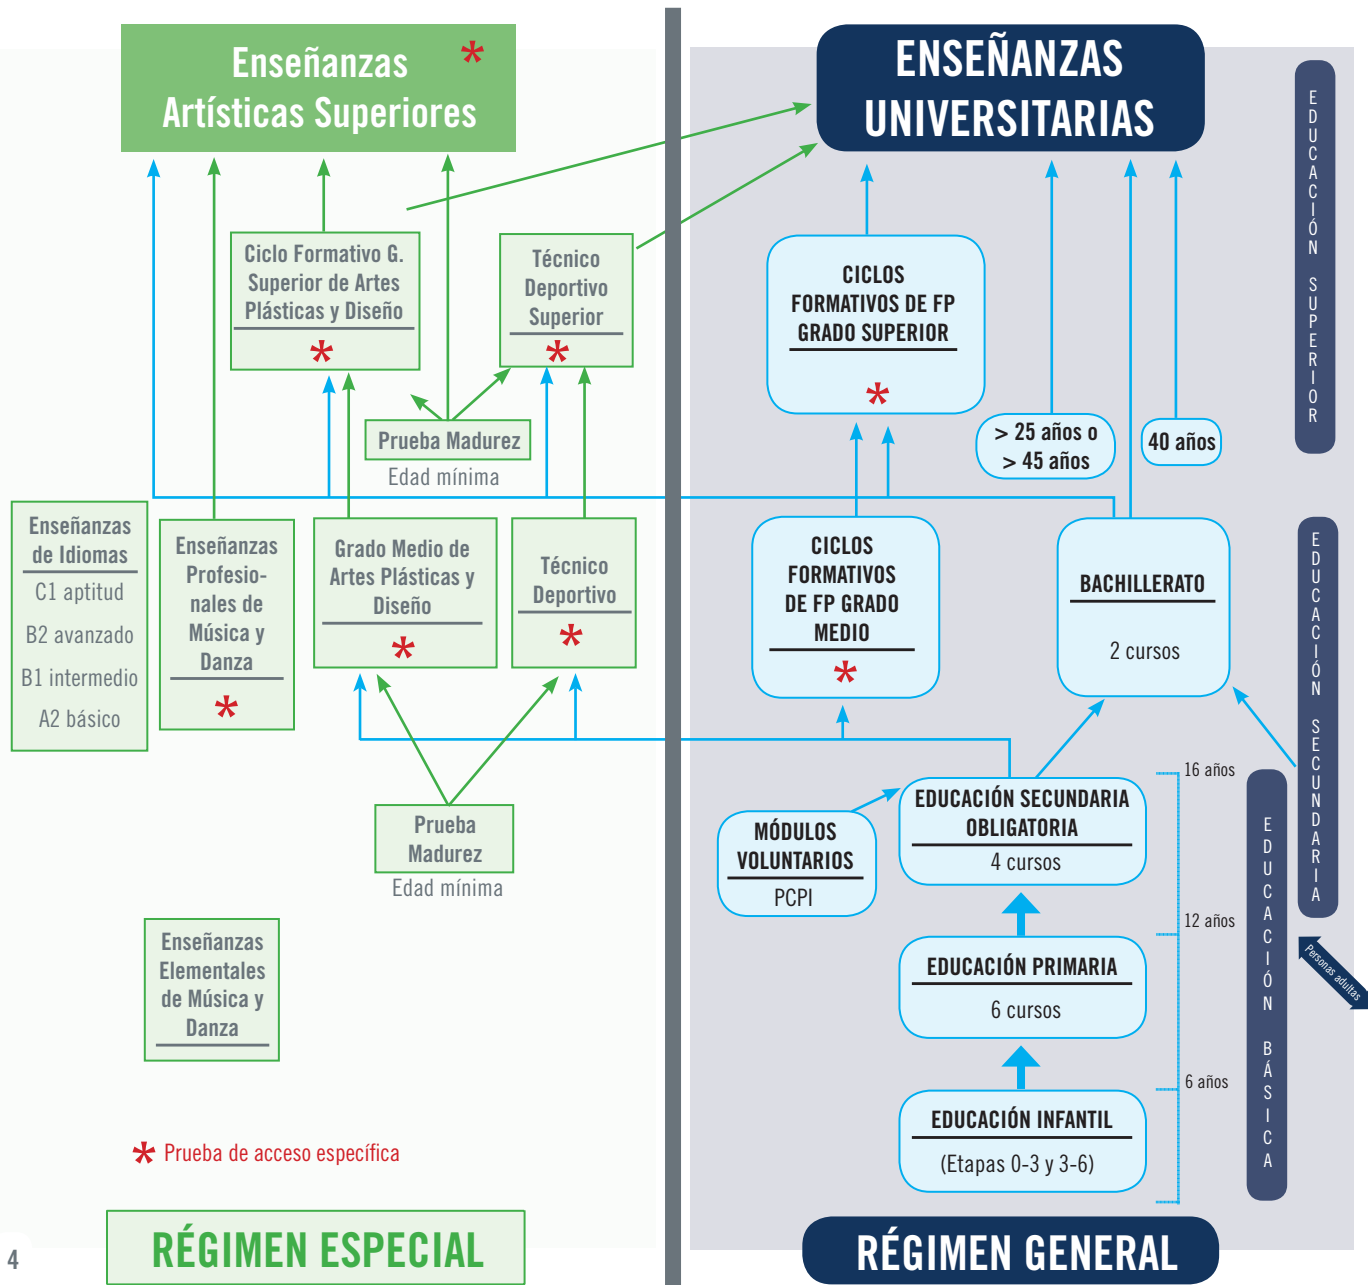 Enseñanzas *
Artísticas Superiores
ENSEÑANZAS
UNIVERSITARIAS
EDUCACIÓN SUPERIOR
Ciclo Formativo G.
Superior de Artes
Plásticas y Diseño
*
Técnico
Deportivo
Superior
*
CICLOS
FORMATIVOS DE FP
GRADO SUPERIOR
*
Prueba Madurez
Edad mínima
> 25 años o
> 45 años
40 años
Enseñanzas
de Idiomas
C1 aptitud
B2 avanzado
B1 intermedio
A2 básico
Enseñanzas
Profesio-
nales de
Música y
Danza
*
Grado Medio de
Artes Plásticas y
Diseño
*
Técnico
Deportivo
*
CICLOS
FORMATIVOS
DE FP GRADO
MEDIO
*
BACHILLERATO
2 cursos
EDUCACIÓN SECUNDARIA
Prueba
Madurez
Edad mínima
MÓDULOS
VOLUNTARIOS
PCPI
EDUCACIÓN SECUNDARIA
OBLIGATORIA
4 cursos
16 años
12 años
6 años
EDUCACIÓN BÁSICA
Personas adultas
Enseñanzas
Elementales
de Música y
Danza
EDUCACIÓN PRIMARIA
6 cursos
EDUCACIÓN INFANTIL
(Etapas 0-3 y 3-6)
* Prueba de acceso específica
RÉGIMEN ESPECIAL
RÉGIMEN GENERAL
4